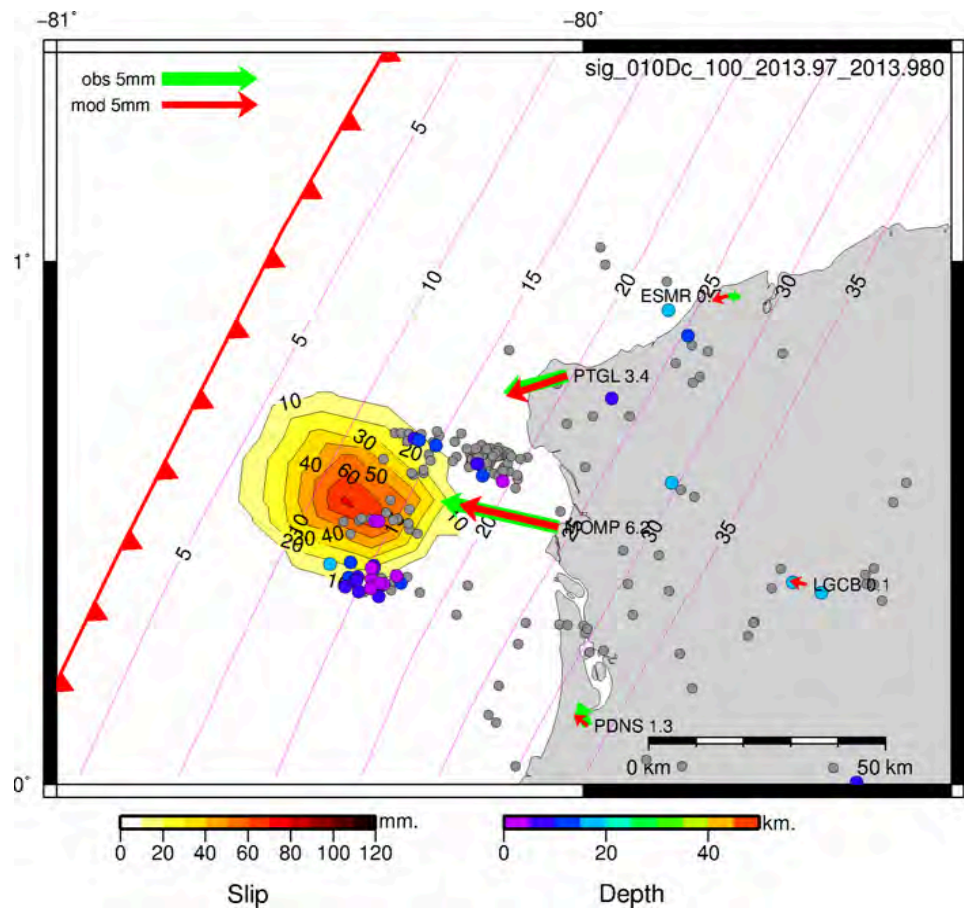 −81˚
−80˚
obs 5mm
mod 5mm
sig_010Dc_100_2013.97_2013.980
5
1˚
10
15
20
25
30
35
ESMR 0.
5
PTGL 3.4
10
30
20
40
60
50
10
30
40
20
10
20
MOMP 6.2
30
35
5
LGCB 0.1
PDNS 1.3
0˚
0 km
50 km
mm.
km.
0 20 40 60 80 100 120
0 20 40
Slip
Depth